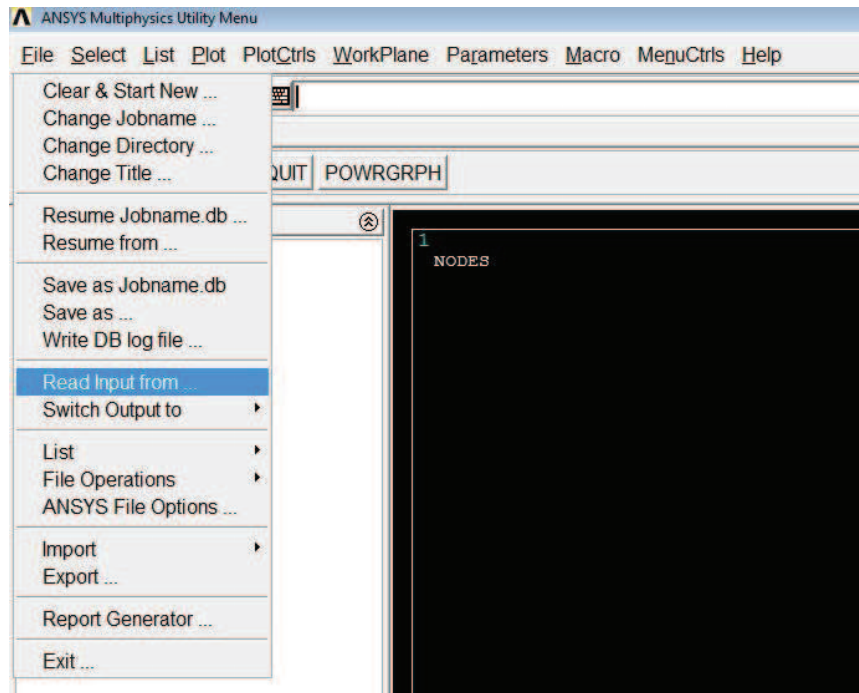 ANSYS Multiphysics Utility Menu
File Select List Plot PlotCtrls WorkPlane Parameters Macro MenuCtrls Help
Clear & Start New ...
Change Jobname ...
Change Directory ...
Change Title ...
QUIT POWRGRPH
Resume Jobname.db ...
Resume from ...
1
NODES
Save as Jobname.db
Save as ...
Write DB log file ...
Read Input from ...
Switch Output to
List
File Operations
ANSYS File Options ...
Import
Export ...
Report Generator ...
Exit ...